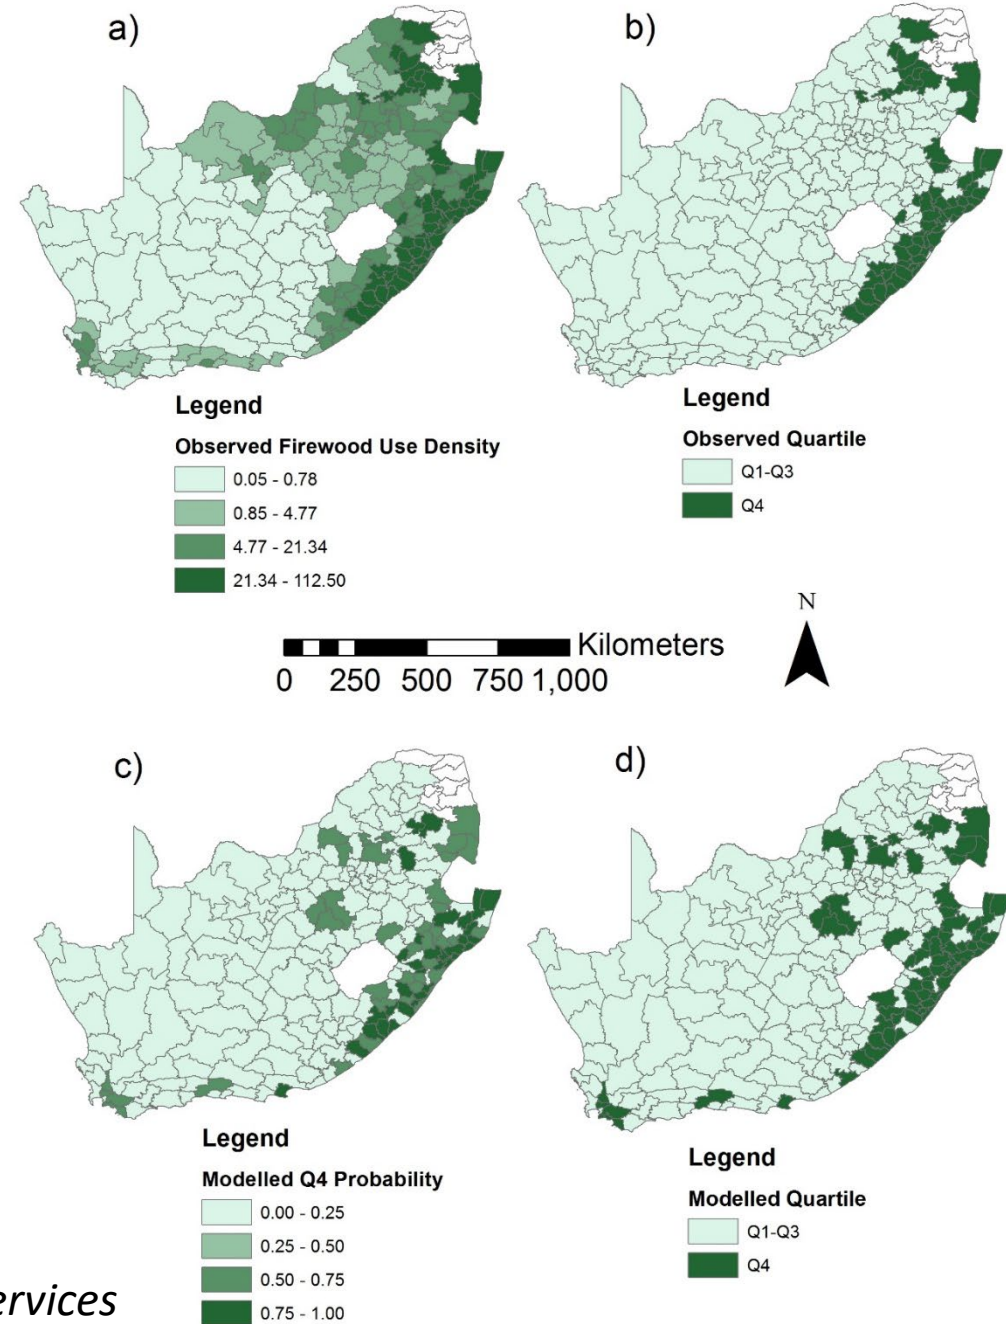 a)
b)
Legend
Observed Firewood Use Density
0.05 - 0.78
0.85 - 4.77
4.77 - 21.34
21.34 - 112.50
Legend
Observed Quartile
Q1-Q3
Q4
N
Kilometers
0 250 500 750 1,000
c)
d)
Legend
Modelled Q4 Probability
0.00 - 0.25
0.25 - 0.50
0.50 - 0.75
0.75 - 1.00
Legend
Modelled Quartile
Q1-Q3
Q4
ervices